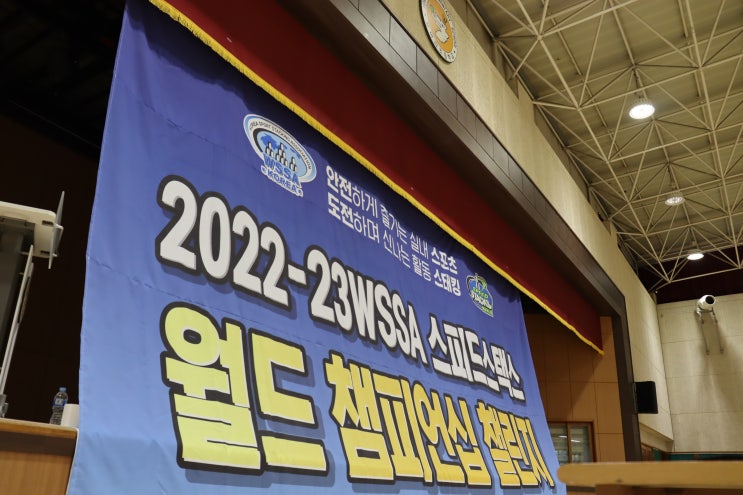 WSSA
KOREA
안전하게 즐기는 실내 스포츠
도전하며 신나는 활동 스태킹
2022-23WSSA 스피드스택스
월드 챔피언십 챌린지